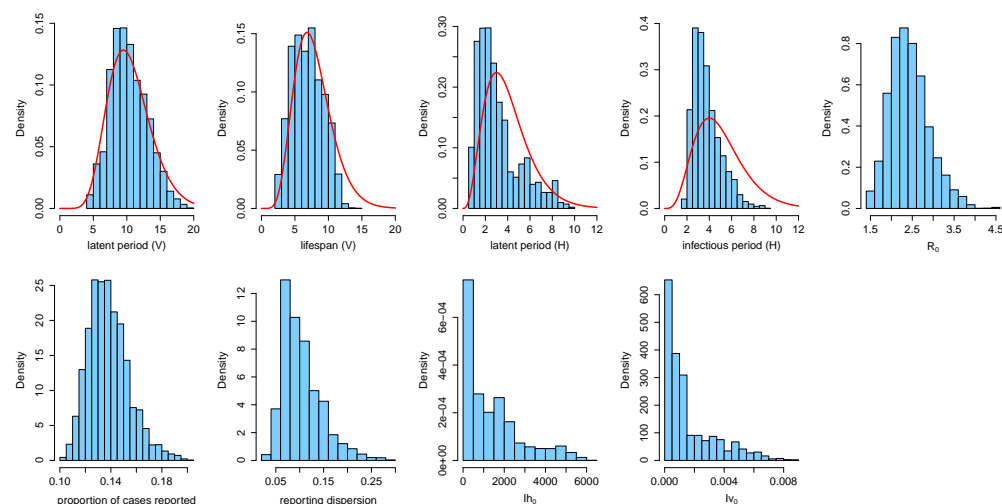 Density
0.00 0.05 0.10 0.15
0 5 10 15 20
latent period (V)
Density
0.00 0.05 0.10 0.15
0 5 10 15 20
lifespan (V)
Density
0.00 0.10 0.20 0.30
0 2 4 6 8 10 12
latent period (H)
Density
0.0 0.1 0.2 0.3 0.4
0 2 4 6 8 10 12
infectious period (H)
Density
0.0 0.2 0.4 0.6 0.8
1.5 2.5 3.5 4.5
R₀
Density
0 5 10 15 20 25
0.10 0.12 0.14 0.16 0.18
proportion of cases reported
Density
0 2 4 6 8 10 12
0.05 0.15 0.25
reporting dispersion
Density
0e+00 2e−04 4e−04 6e−04
0 2000 4000 6000
Ih₀
Density
0 100 200 300 400 500 600
0.000 0.004 0.008
Iv₀